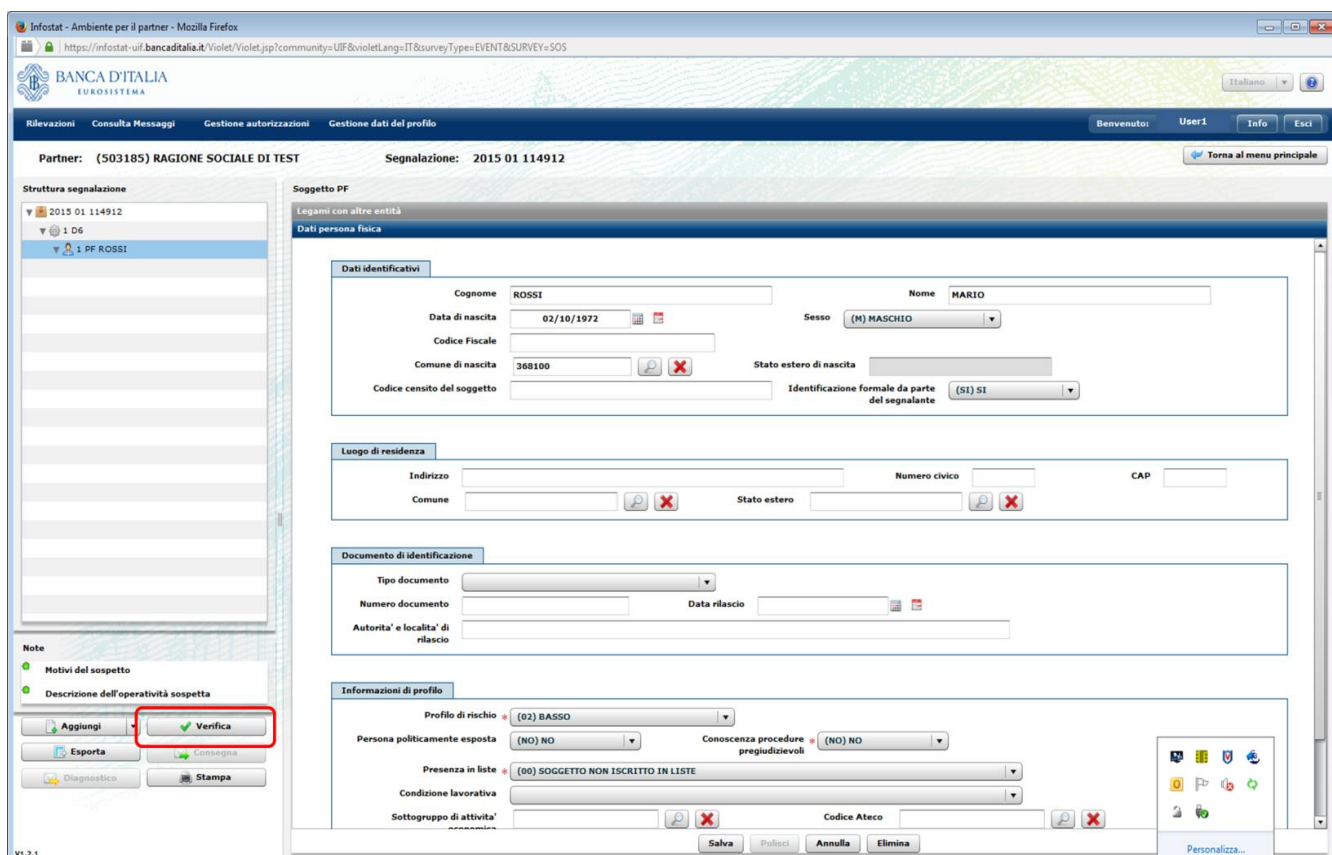 Infostat - Ambiente per il partner - Mozilla Firefox
https://infostat-uif.bancaditalia.it/Violet/Violet.jsp?community=UIF&violetLang=IT&surveyType=EVENT&SURVEY=SOS
BANCA D'ITALIA
EUROSISTEMA
Italiano
Rilevazioni Consulta Messaggi Gestione autorizzazioni Gestione dati del profilo Benvenuto: User1 Info Esci
Partner: (503185) RAGIONE SOCIALE DI TEST Segnalazione: 2015 01 114912 Torna al menu principale
Struttura segnalazione
2015 01 114912
1 D6
1 PF ROSSI
Soggetto PF
Legami con altre entità
Dati persona fisica
Dati identificativi
Cognome ROSSI Nome MARIO
Data di nascita 02/10/1972 Sesso (M) MASCHIO
Codice Fiscale
Comune di nascita 368100 Stato estero di nascita
Codice censito del soggetto Identificazione formale da parte del segnalante (SI) SI
Luogo di residenza
Indirizzo Numero civico CAP
Comune Stato estero
Documento di identificazione
Tipo documento
Numero documento Data rilascio
Autorita' e localita' di rilascio
Informazioni di profilo
Profilo di rischio * (02) BASSO
Persona politicamente esposta (NO) NO Conoscenza procedure pregiudizievoli * (NO) NO
Presenza in liste * (00) SOGGETTO NON ISCRITTO IN LISTE
Condizione lavorativa
Sottogruppo di attivita' economica Codice Ateco
Salva Pulisci Annulla Elimina
Note
Motivi del sospetto
Descrizione dell'operatività sospetta
Aggiungi Verifica
Esporta Consegna
Diagnostico Stampa
Personalizza...
V1.2.1